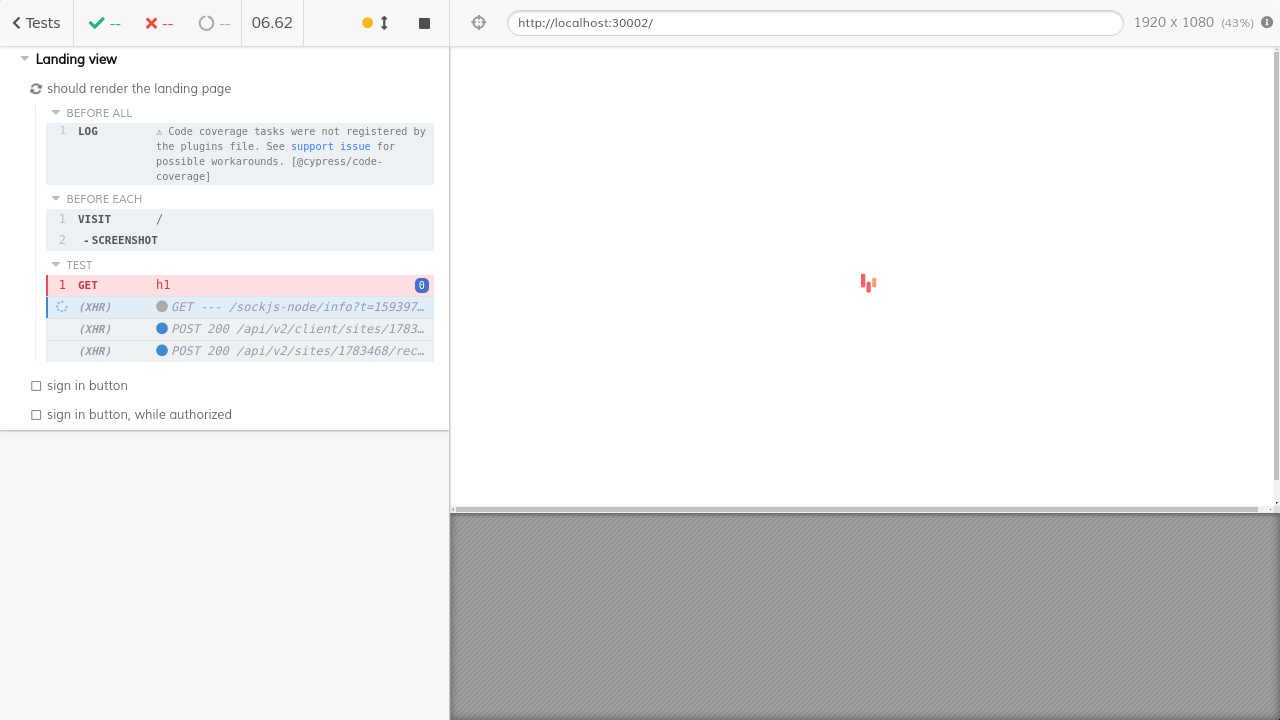 Tests -- -- -- 06.62
http://localhost:30002/ 1920 x 1080 (43%)
Landing view
should render the landing page
BEFORE ALL
1 LOG ⚠ Code coverage tasks were not registered by
the plugins file. See support issue for
possible workarounds. [@cypress/code-
coverage]
BEFORE EACH
1 VISIT /
2 -SCREENSHOT
TEST
1 GET h1 0
(XHR) GET --- /sockjs-node/info?t=159397…
(XHR) POST 200 /api/v2/client/sites/1783…
(XHR) POST 200 /api/v2/sites/1783468/rec…
sign in button
sign in button, while authorized